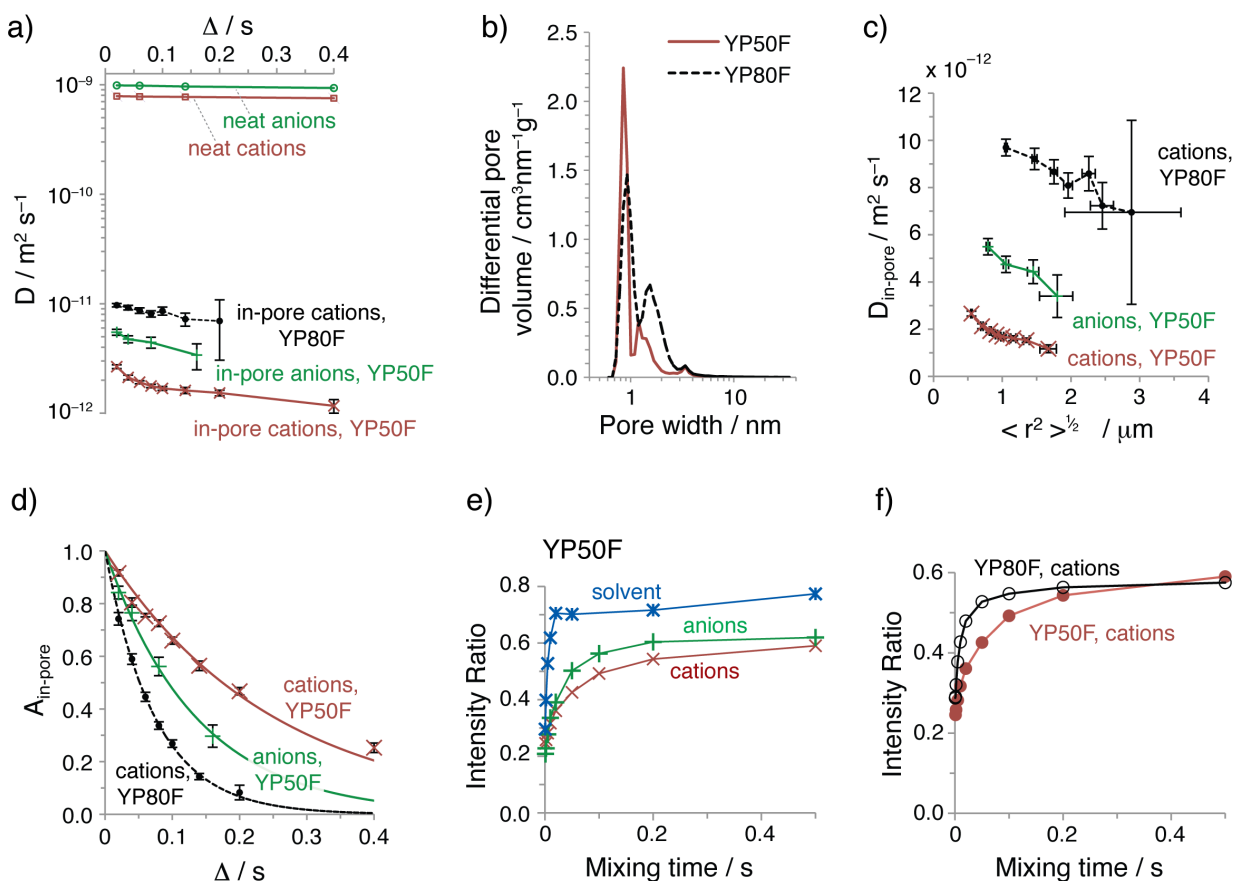 a)
Δ / s
0 0.1 0.2 0.3 0.4
10⁻⁹
10⁻¹⁰
10⁻¹¹
10⁻¹²
D / m² s⁻¹
neat anions
neat cations
in-pore cations,
YP80F
in-pore anions, YP50F
in-pore cations, YP50F
b)
YP50F
YP80F
2.5
2.0
1.5
1.0
0.5
0.0
Differential pore
volume / cm³nm⁻¹g⁻¹
1 10
Pore width / nm
c)
x 10⁻¹²
12
10
8
6
4
2
0
D in-pore / m² s⁻¹
cations,
YP80F
anions, YP50F
cations, YP50F
0 1 2 3 4
< r² >^½ / μm
d)
1.0
0.8
0.6
0.4
0.2
0.0
A in-pore
cations,
YP50F
anions,
YP50F
cations,
YP80F
0 0.1 0.2 0.3 0.4
Δ / s
e)
YP50F
0.8
0.6
0.4
0.2
0.0
Intensity Ratio
solvent
anions
cations
0 0.2 0.4
Mixing time / s
f)
0.6
0.4
0.2
0.0
Intensity Ratio
YP80F, cations
YP50F, cations
0 0.2 0.4
Mixing time / s